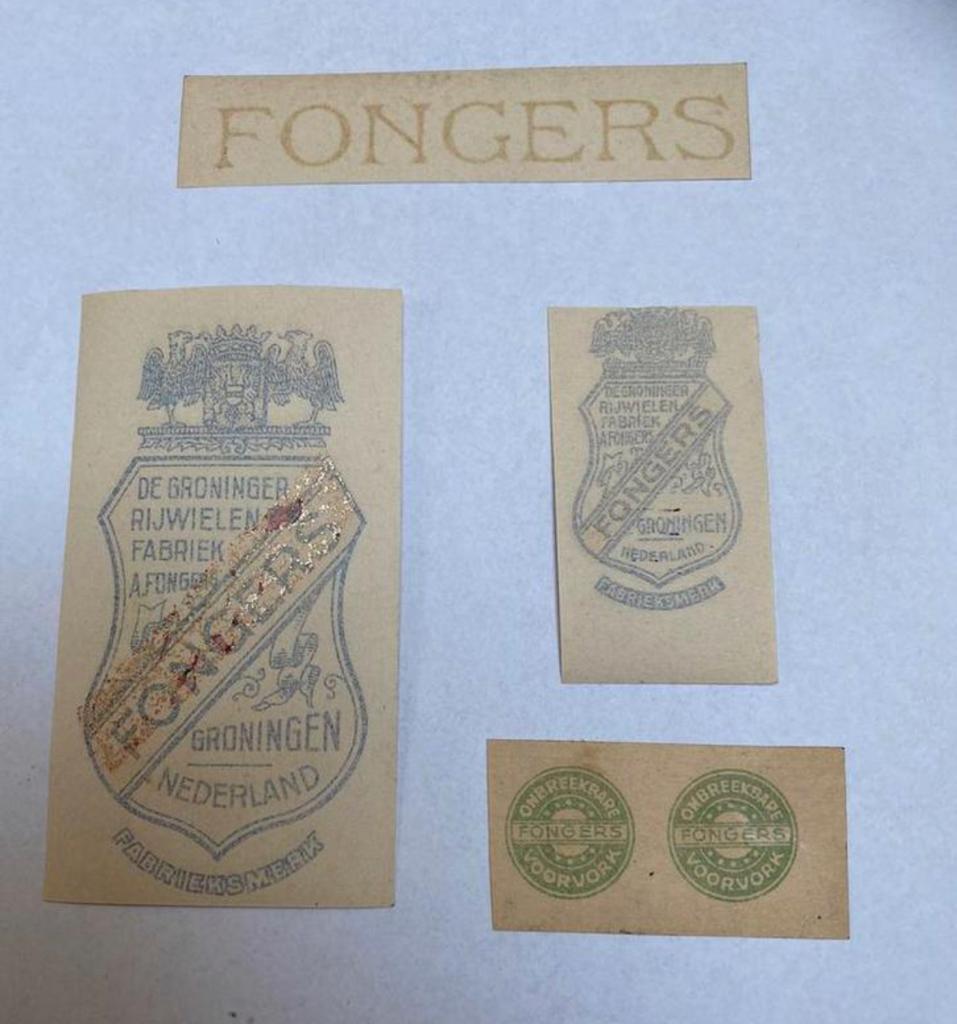 FONGERS
DE GRONINGER
RIJWIELEN
FABRIEK
A.FONGERS
FONGERS
GRONINGEN
NEDERLAND
FABRIEKSMERK
DE GRONINGER
RIJWIELEN
FABRIEK
A.FONGERS
FONGERS
GRONINGEN
NEDERLAND.
FABRIEKSMERK
ONBREEKBARE
FONGERS
VOORVORK
ONBREEKBARE
FONGERS
VOORVORK